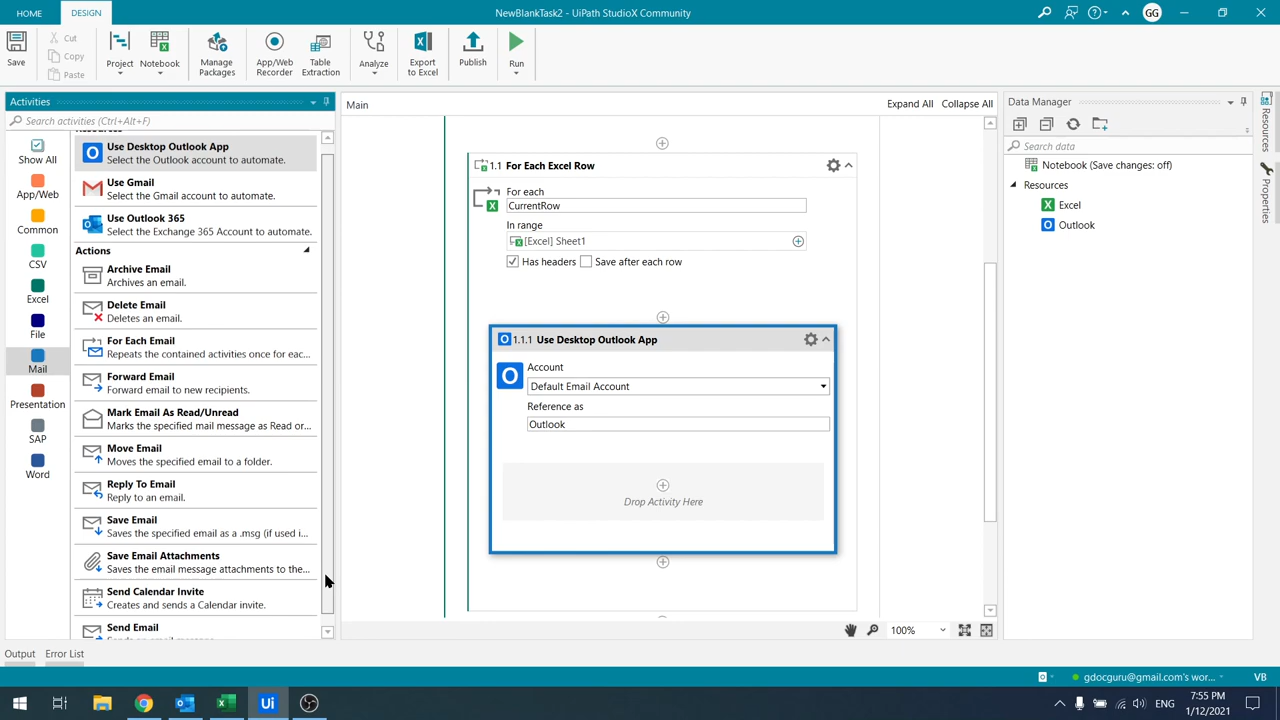 HOME
DESIGN
NewBlankTask2 - UiPath StudioX Community
GG
Save
Cut
Copy
Paste
Project
Notebook
Manage
Packages
App/Web
Recorder
Table
Extraction
Analyze
Export
to Excel
Publish
Run
Activities
Search activities (Ctrl+Alt+F)
Show All
App/Web
Common
CSV
Excel
File
Mail
Presentation
SAP
Word
Resources
Use Desktop Outlook App
Select the Outlook account to automate.
Use Gmail
Select the Gmail account to automate.
Use Outlook 365
Select the Exchange 365 Account to automate.
Actions
Archive Email
Archives an email.
Delete Email
Deletes an email.
For Each Email
Repeats the contained activities once for each...
Forward Email
Forward email to new recipients.
Mark Email As Read/Unread
Marks the specified mail message as Read or...
Move Email
Moves the specified email to a folder.
Reply To Email
Reply to an email.
Save Email
Saves the specified email as a .msg (if used i...
Save Email Attachments
Saves the email message attachments to the...
Send Calendar Invite
Creates and sends a Calendar invite.
Send Email
Sends an email message.
Main
Expand All
Collapse All
1.1 For Each Excel Row
For each
CurrentRow
In range
[Excel] Sheet1
Has headers
Save after each row
1.1.1 Use Desktop Outlook App
Account
Default Email Account
Reference as
Outlook
Drop Activity Here
100%
Data Manager
Search data
Notebook (Save changes: off)
Resources
Excel
Outlook
Resources
Properties
Output
Error List
gdocguru@gmail.com's wor...
VB
Ui
ENG
7:55 PM
1/12/2021